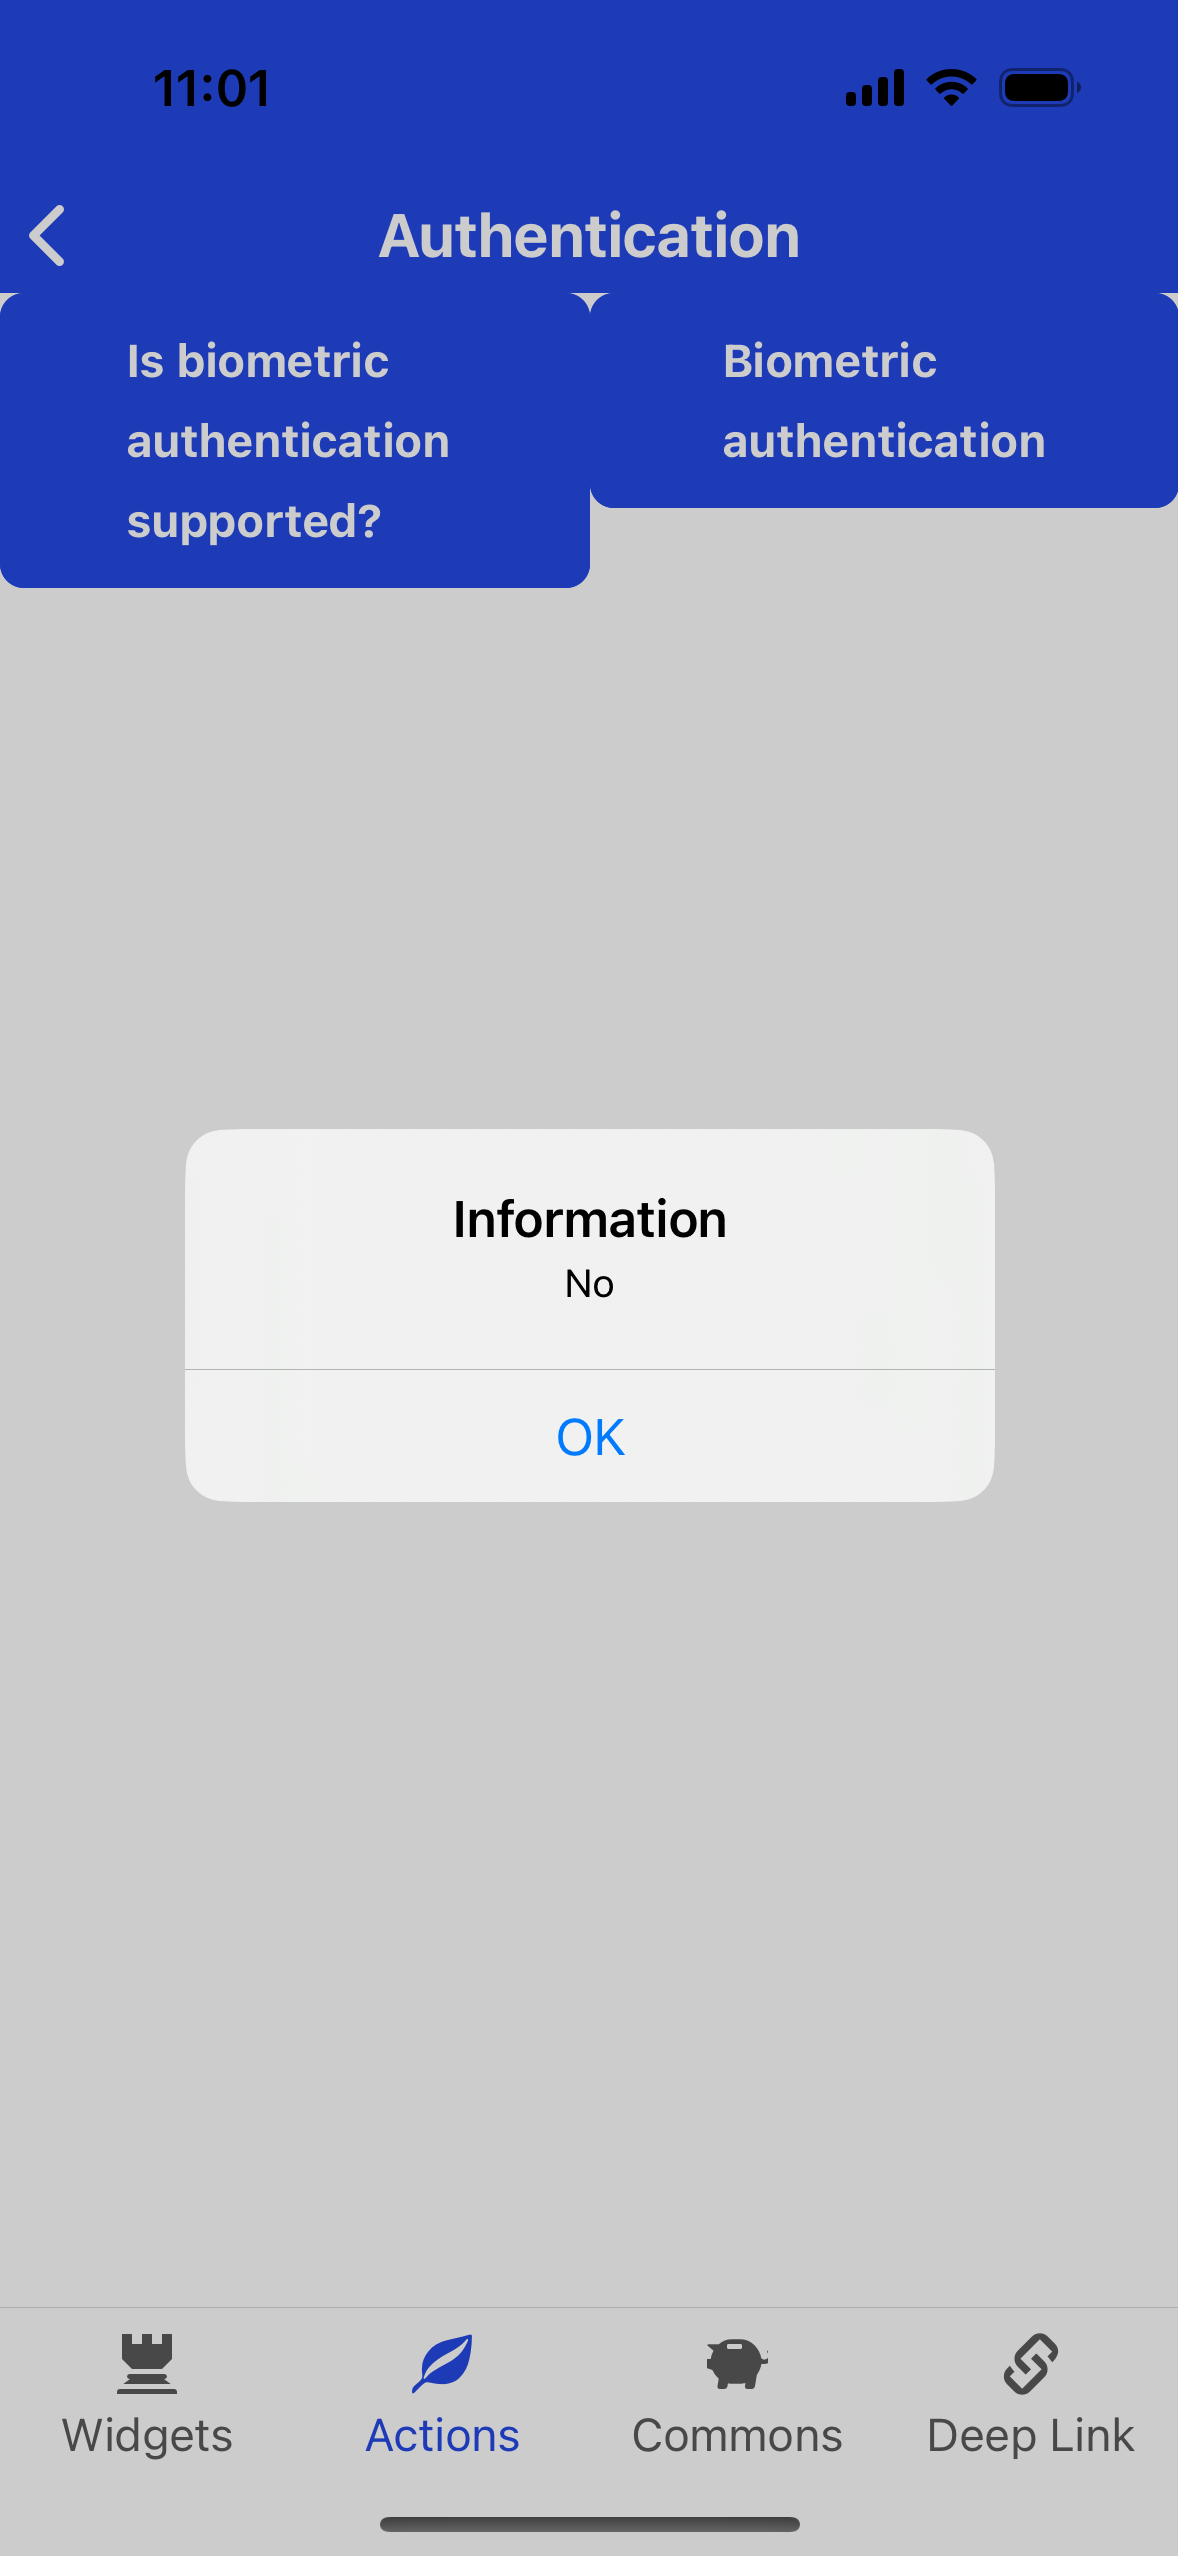 11:01
Authentication
Is biometric
authentication
supported?
Biometric
authentication
Information
No
OK
Widgets
Actions
Commons
Deep Link